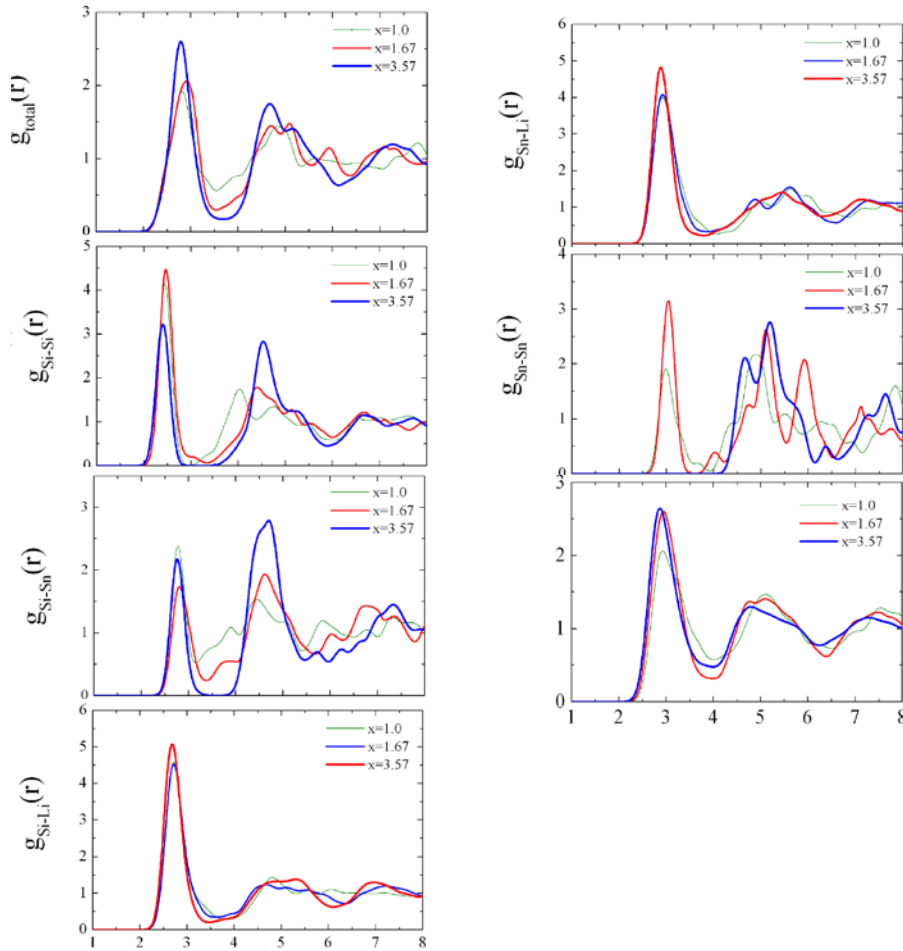 g_total(r)
3
2
1
0
x=1.0
x=1.67
x=3.57
g_Si-Si(r)
5
4
3
2
1
0
x=1.0
x=1.67
x=3.57
g_Si-Sn(r)
3
2
1
0
x=1.0
x=1.67
x=3.57
g_Si-Li(r)
6
5
4
3
2
1
0
x=1.0
x=1.67
x=3.57
1 2 3 4 5 6 7 8
g_Sn-Li(r)
6
5
4
3
2
1
0
x=1.0
x=1.67
x=3.57
g_Sn-Sn(r)
4
3
2
1
0
x=1.0
x=1.67
x=3.57
3
2
1
0
x=1.0
x=1.67
x=3.57
1 2 3 4 5 6 7 8